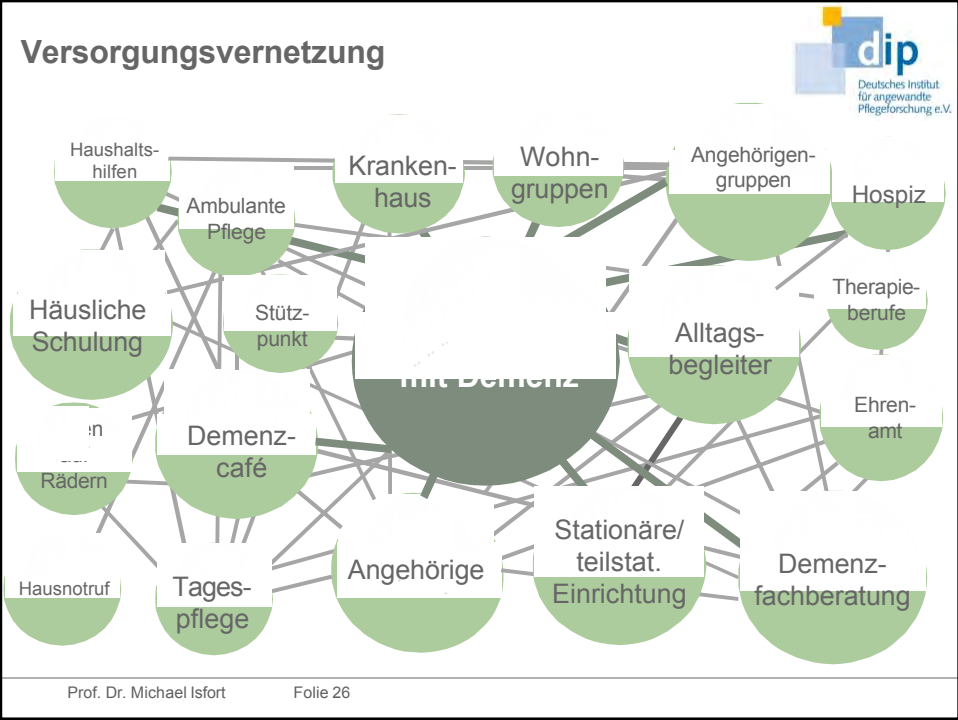 Versorgungsvernetzung
dip
Deutsches Institut
für angewandte
Pflegeforschung e.V.
Haushalts-
hilfen
Ambulante
Pflege
Kranken-
haus
Wohn-
gruppen
Angehörigen-
gruppen
Hospiz
Häusliche
Schulung
Stütz-
punkt
mit Demenz
Alltags-
begleiter
Therapie-
berufe
Rädern
Demenz-
café
Ehren-
amt
Hausnotruf
Tages-
pflege
Angehörige
Stationäre/
teilstat.
Einrichtung
Demenz-
fachberatung
Prof. Dr. Michael Isfort
Folie 26